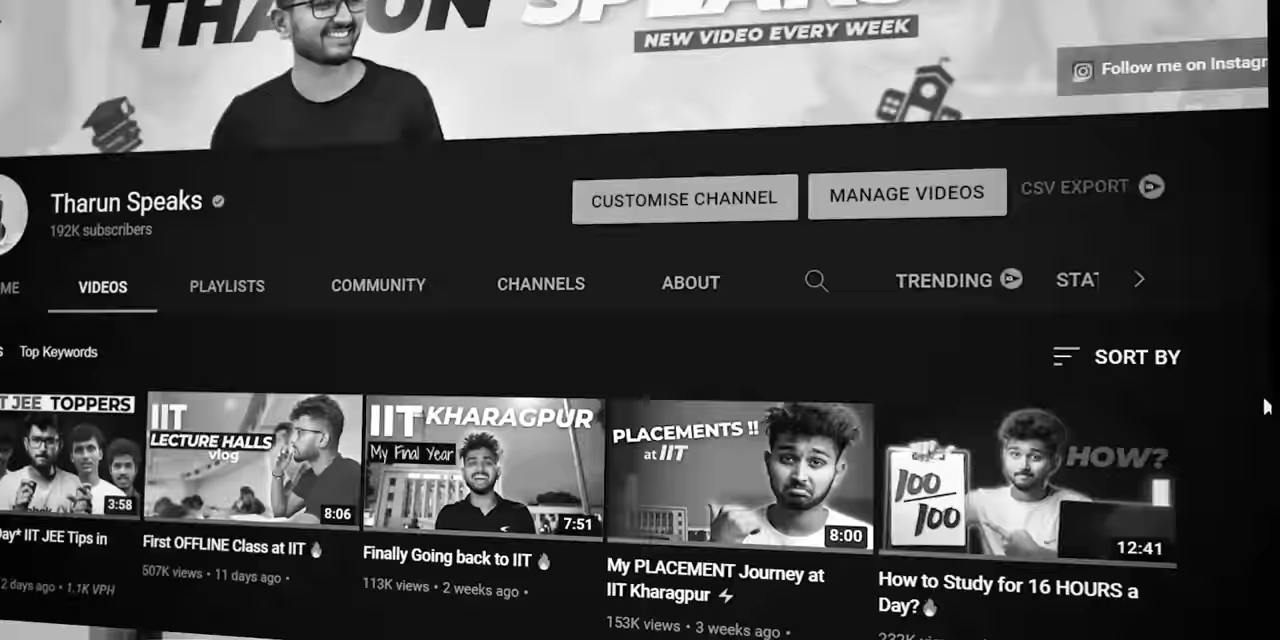 THARUN SPEAKS
NEW VIDEO EVERY WEEK
Follow me on Instagr
Tharun Speaks
192K subscribers
CUSTOMISE CHANNEL
MANAGE VIDEOS
CSV EXPORT
ME
VIDEOS
PLAYLISTS
COMMUNITY
CHANNELS
ABOUT
TRENDING
STAT
S
Top Keywords
SORT BY
T JEE TOPPERS
3:58
IIT
LECTURE HALLS
vlog
8:06
IIT KHARAGPUR
My Final Year
7:51
PLACEMENTS !!
at IIT
8:00
100
100
HOW?
12:41
Day* IIT JEE Tips in
2 days ago • 1.1K VPH
First OFFLINE Class at IIT 🔥
507K views • 11 days ago •
Finally Going back to IIT 🔥
113K views • 2 weeks ago •
My PLACEMENT Journey at
IIT Kharagpur ⚡
153K views • 3 weeks ago •
How to Study for 16 HOURS a
Day?🔥